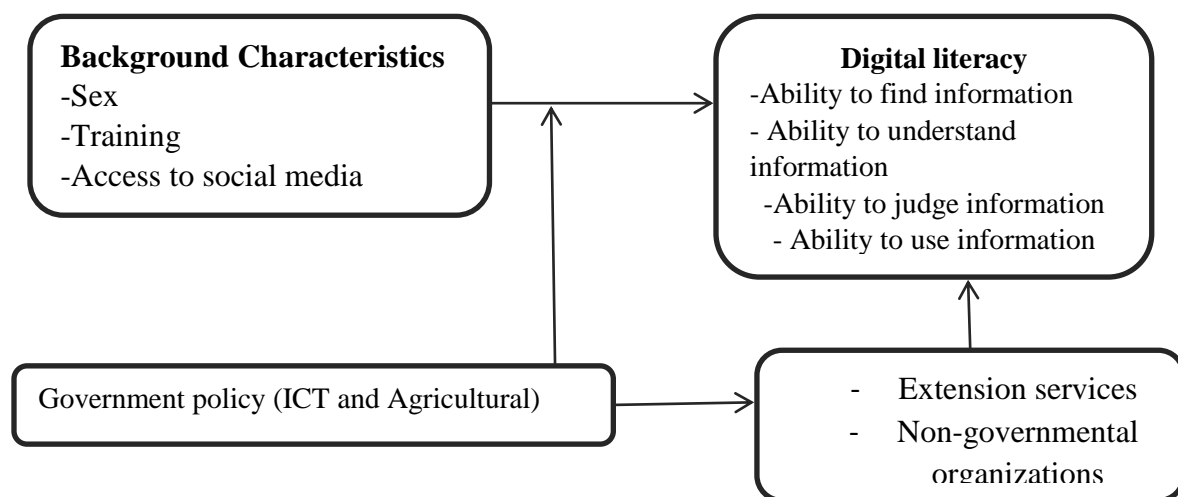 Background Characteristics
-Sex
-Training
-Access to social media
Digital literacy
-Ability to find information
- Ability to understand
information
-Ability to judge information
- Ability to use information
Government policy (ICT and Agricultural)
- Extension services
- Non-governmental
organizations